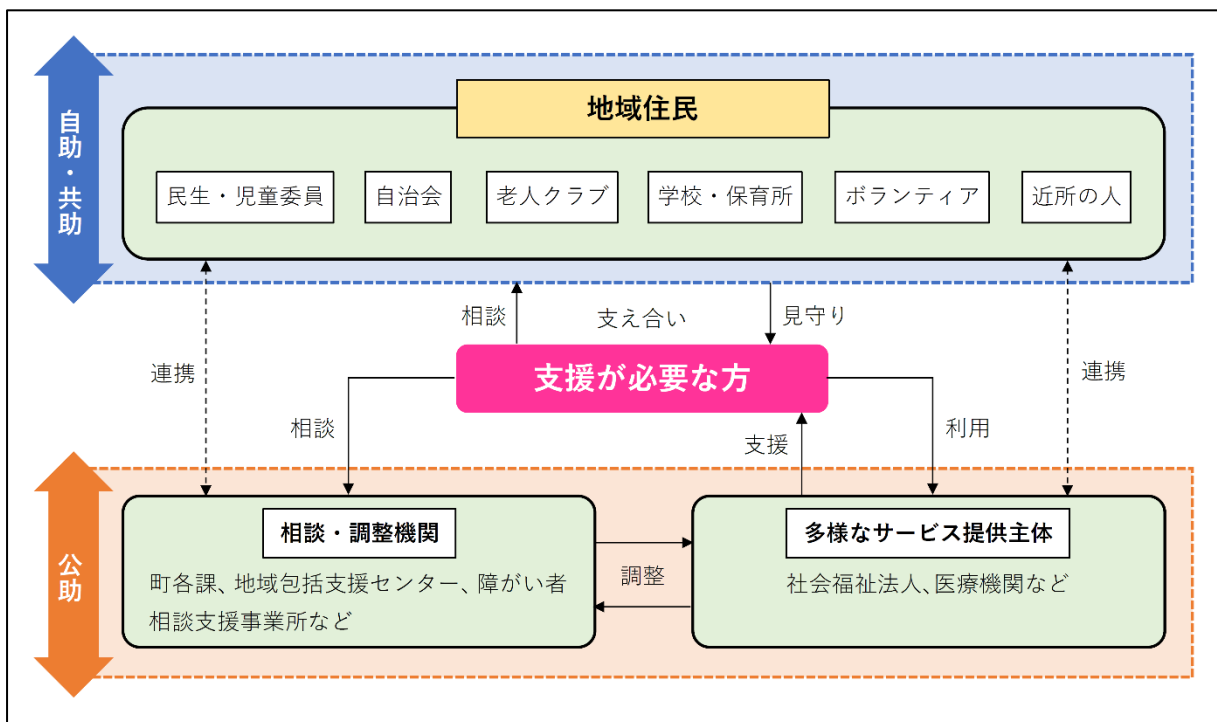 自助・共助
地域住民
民生・児童委員
自治会
老人クラブ
学校・保育所
ボランティア
近所の人
相談
支え合い
見守り
連携
支援が必要な方
連携
相談
支援
利用
公助
相談・調整機関
町各課、地域包括支援センター、障がい者
相談支援事業所など
調整
多様なサービス提供主体
社会福祉法人、医療機関など